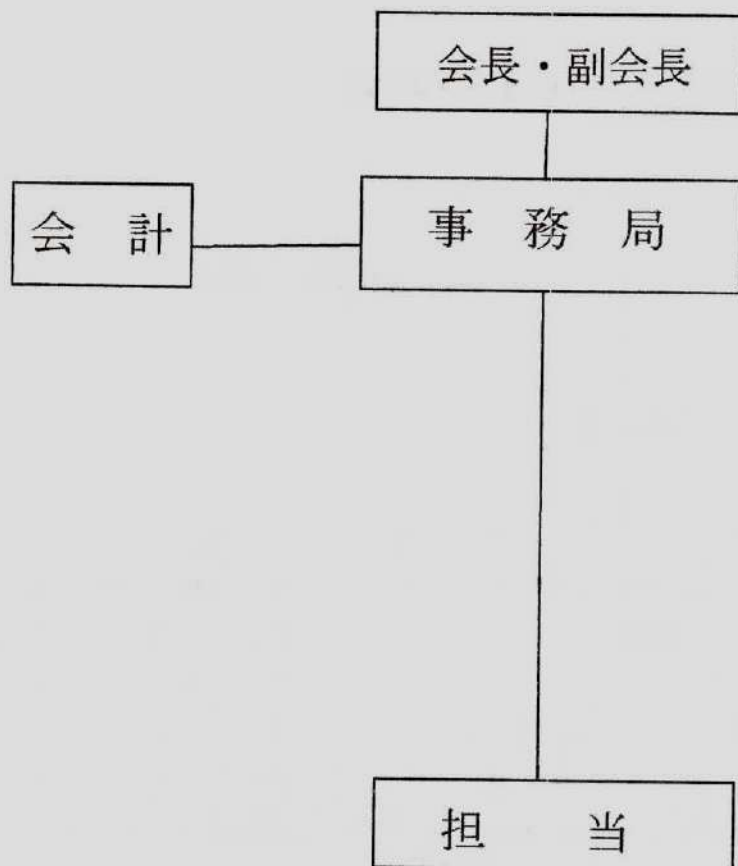 会長・副会長
会　計
事　務　局
担　当